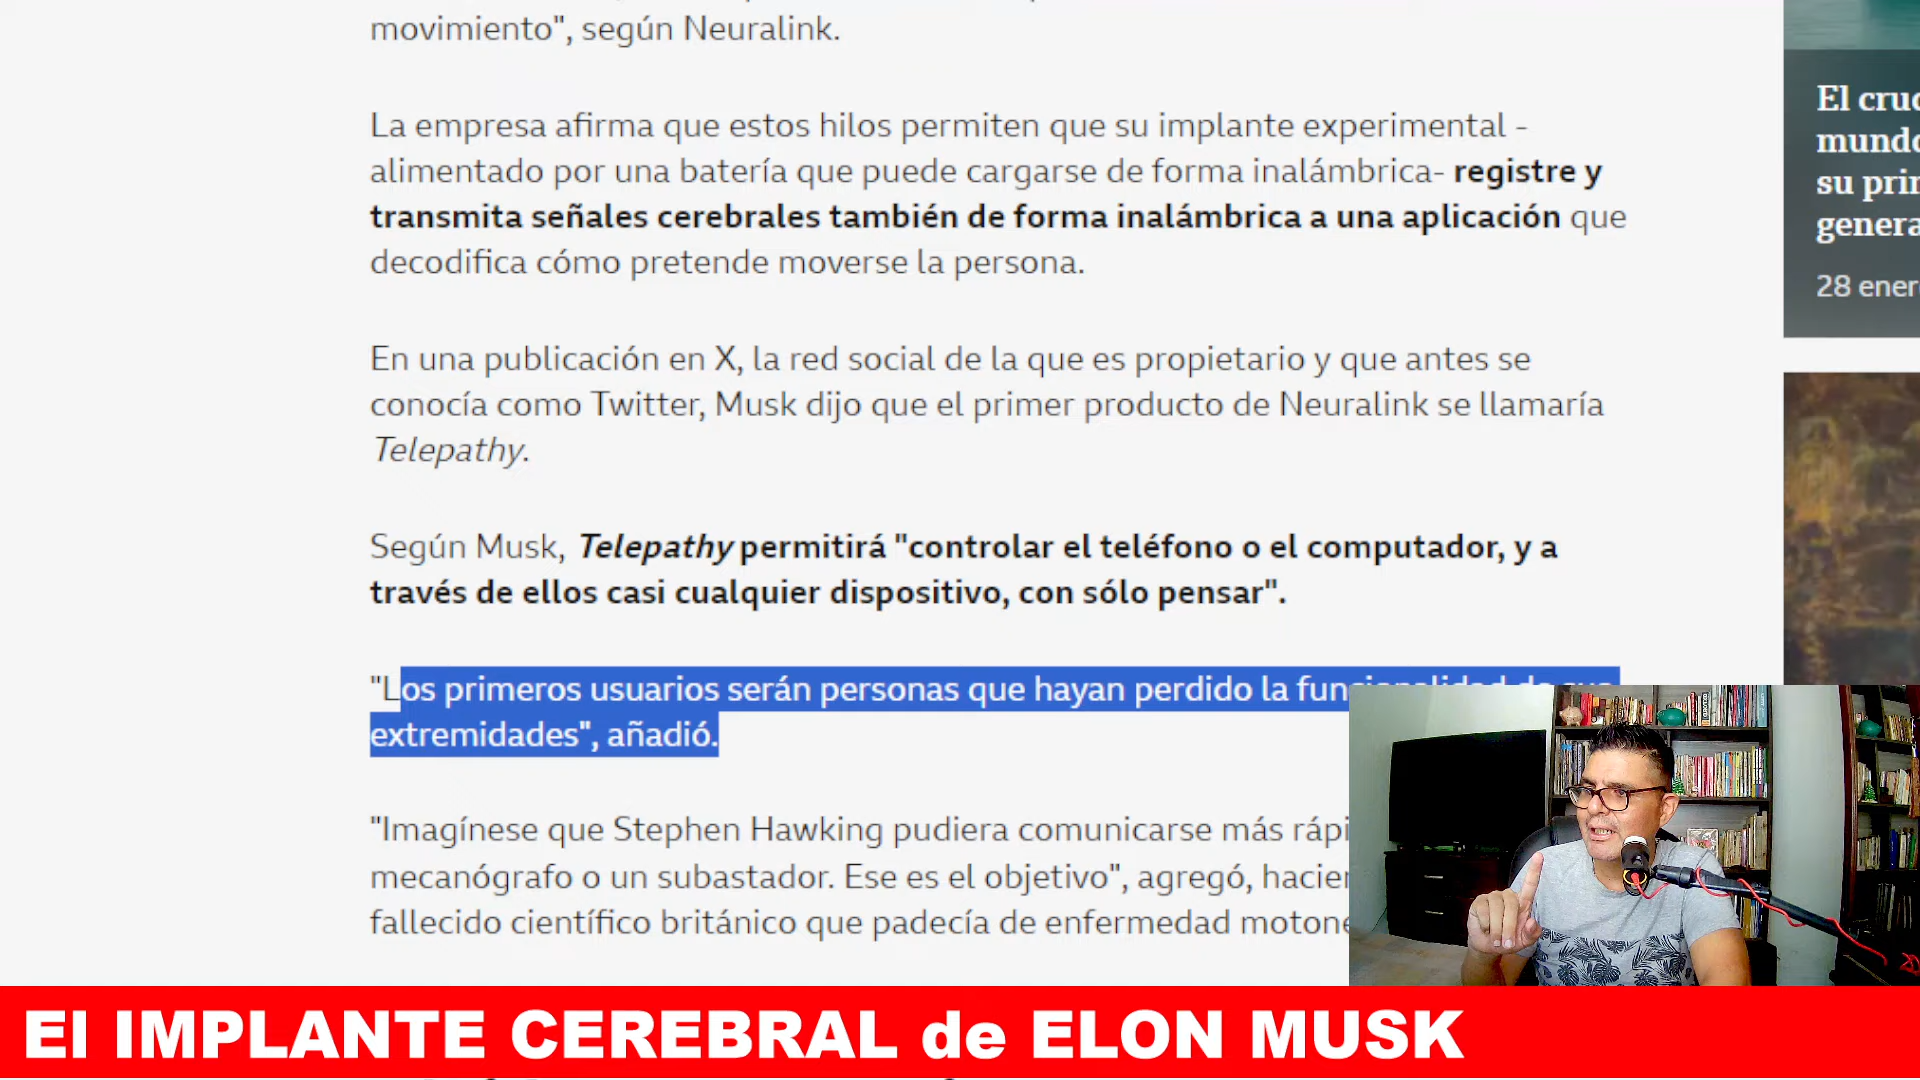 movimiento", según Neuralink.
La empresa afirma que estos hilos permiten que su implante experimental -
alimentado por una batería que puede cargarse de forma inalámbrica- registre y
transmita señales cerebrales también de forma inalámbrica a una aplicación que
decodifica cómo pretende moverse la persona.
En una publicación en X, la red social de la que es propietario y que antes se
conocía como Twitter, Musk dijo que el primer producto de Neuralink se llamaría
Telepathy.
Según Musk, Telepathy permitirá "controlar el teléfono o el computador, y a
través de ellos casi cualquier dispositivo, con sólo pensar".
"Los primeros usuarios serán personas que hayan perdido la funcionalidad de sus
extremidades", añadió.
"Imagínese que Stephen Hawking pudiera comunicarse más rápi
mecanógrafo o un subastador. Ese es el objetivo", agregó, hacien
fallecido científico británico que padecía de enfermedad motone
El cruc
mundo
su prin
genera
28 ener
El IMPLANTE CEREBRAL de ELON MUSK